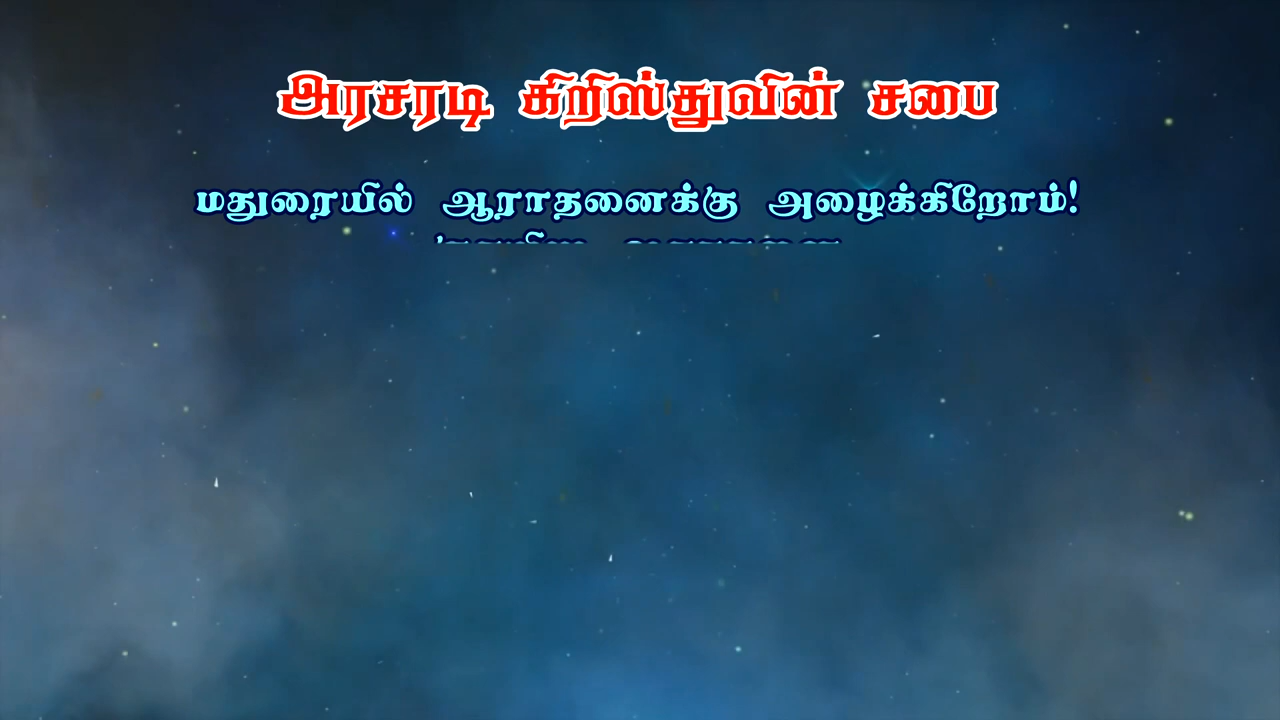 அரசரடி கிறிஸ்துவின் சபை
மதுரையில் ஆராதனைக்கு அழைக்கிறோம்!